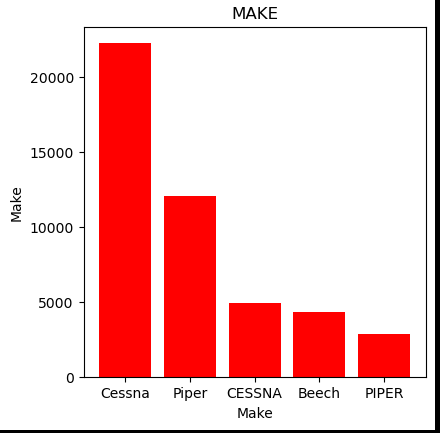 MAKE
20000
15000
10000
5000
0
Make
Cessna Piper CESSNA Beech PIPER
Make